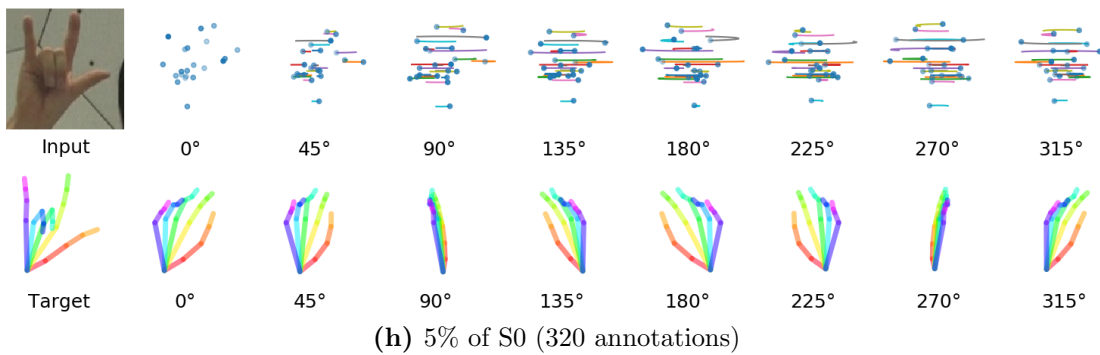 Input 0° 45° 90° 135° 180° 225° 270° 315°
Target 0° 45° 90° 135° 180° 225° 270° 315°
(h) 5% of S0 (320 annotations)